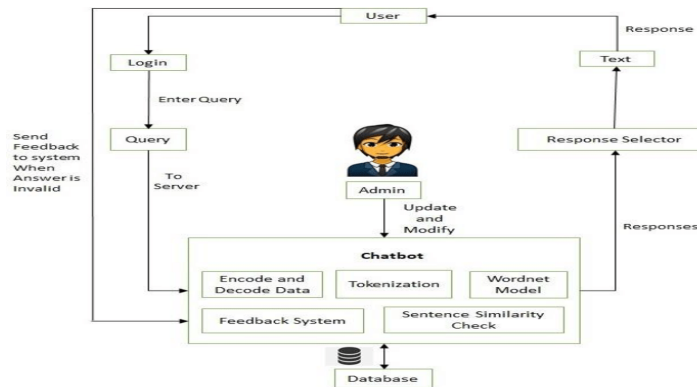 User
Response
Login
Text
Enter Query
Send
Feedback
to system
When
Answer is
Invalid
Query
Response Selector
To
Server
Admin
Update
and
Modify
Responses
Chatbot
Encode and
Decode Data
Tokenization
Wordnet
Model
Feedback System
Sentence Similarity
Check
Database